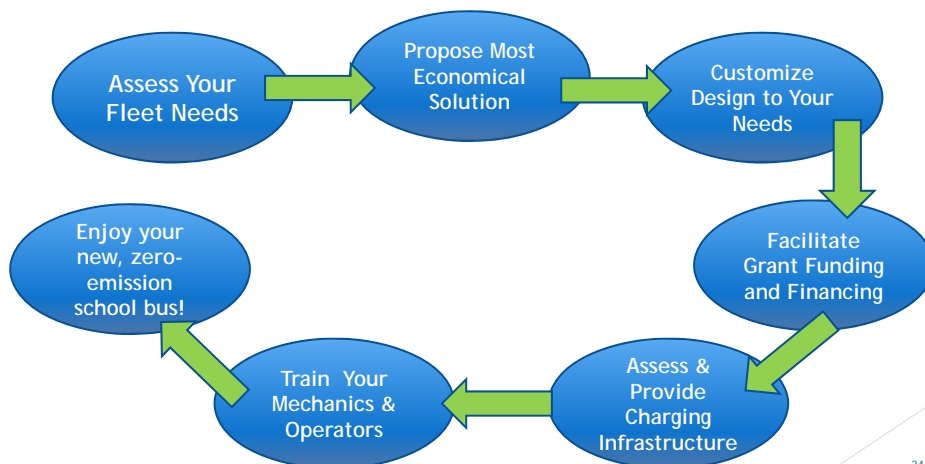 Assess Your
Fleet Needs
Propose Most
Economical
Solution
Customize
Design to Your
Needs
Facilitate
Grant Funding
and Financing
Assess &
Provide
Charging
Infrastructure
Train Your
Mechanics &
Operators
Enjoy your
new, zero-
emission
school bus!
24